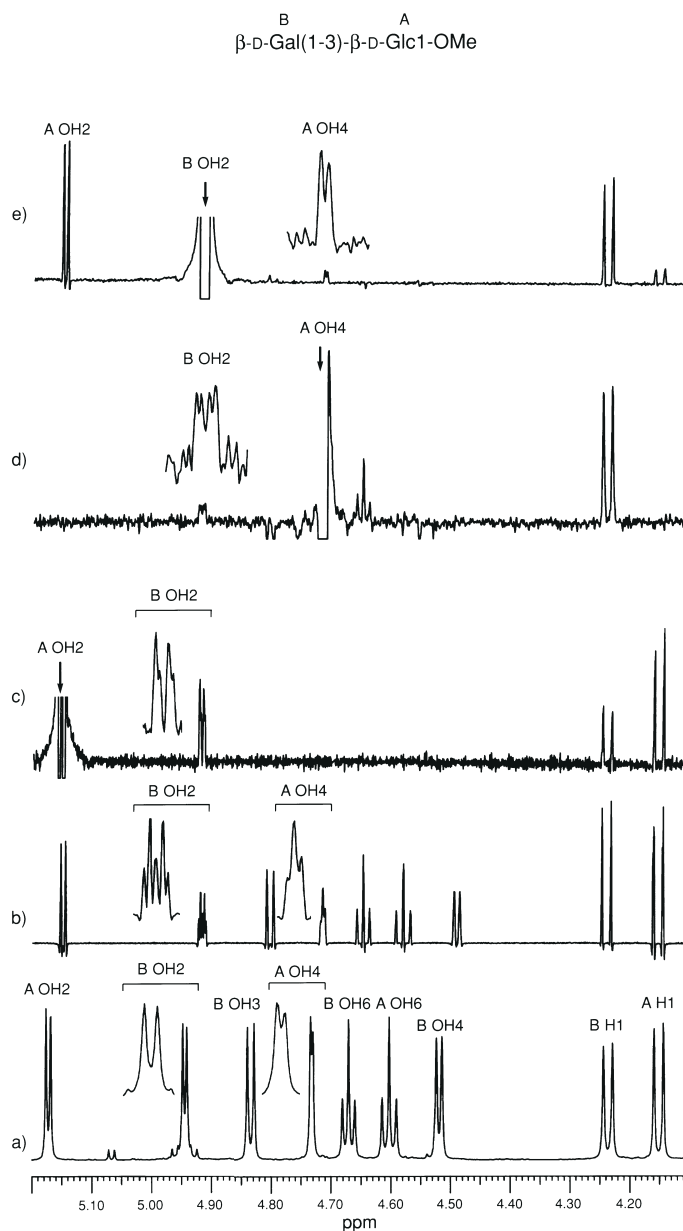 B A
β-D-Gal(1-3)-β-D-Glc1-OMe
A OH2
B OH2
A OH4
e)
A OH4
B OH2
d)
B OH2
A OH2
c)
B OH2 A OH4
b)
B OH2 A OH4
A OH2 B OH3 B OH6 A OH6 B OH4 B H1 A H1
a)
5.10 5.00 4.90 4.80 4.70 4.60 4.50 4.40 4.30 4.20
ppm